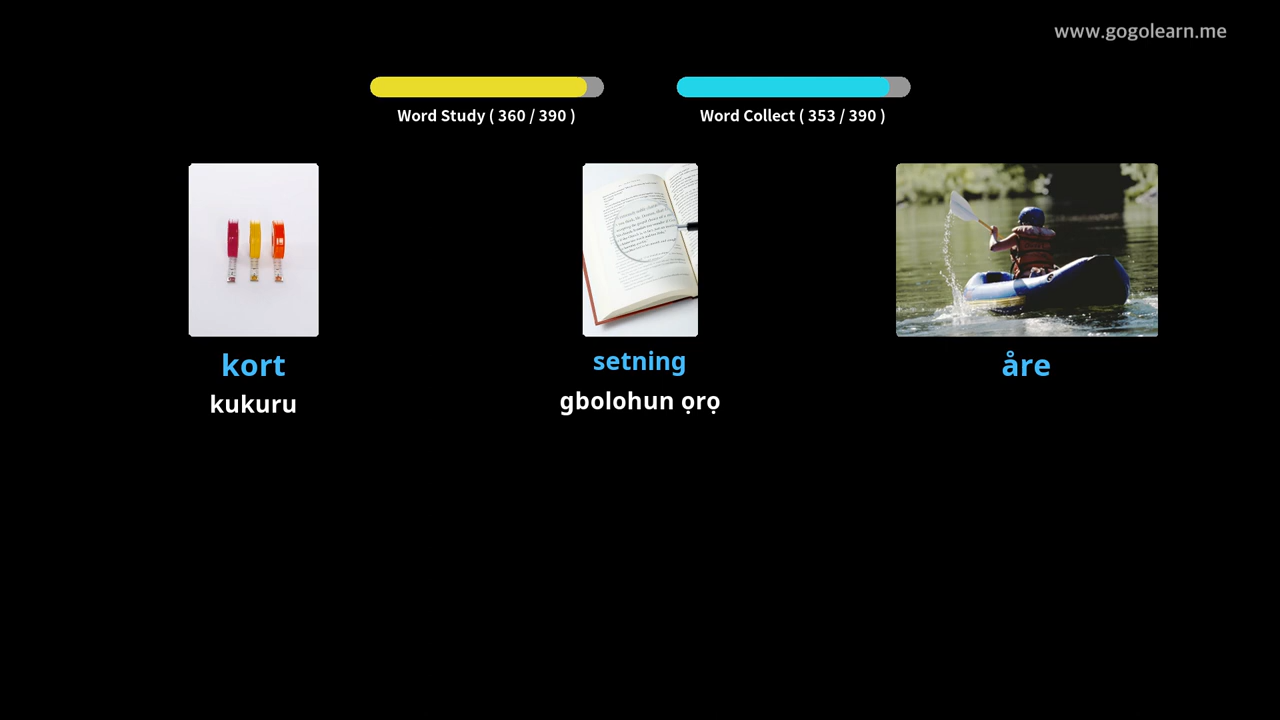 www.gogolearn.me
Word Study ( 360 / 390 )
Word Collect ( 353 / 390 )
kort
setning
åre
kukuru
gbolohun ọrọ